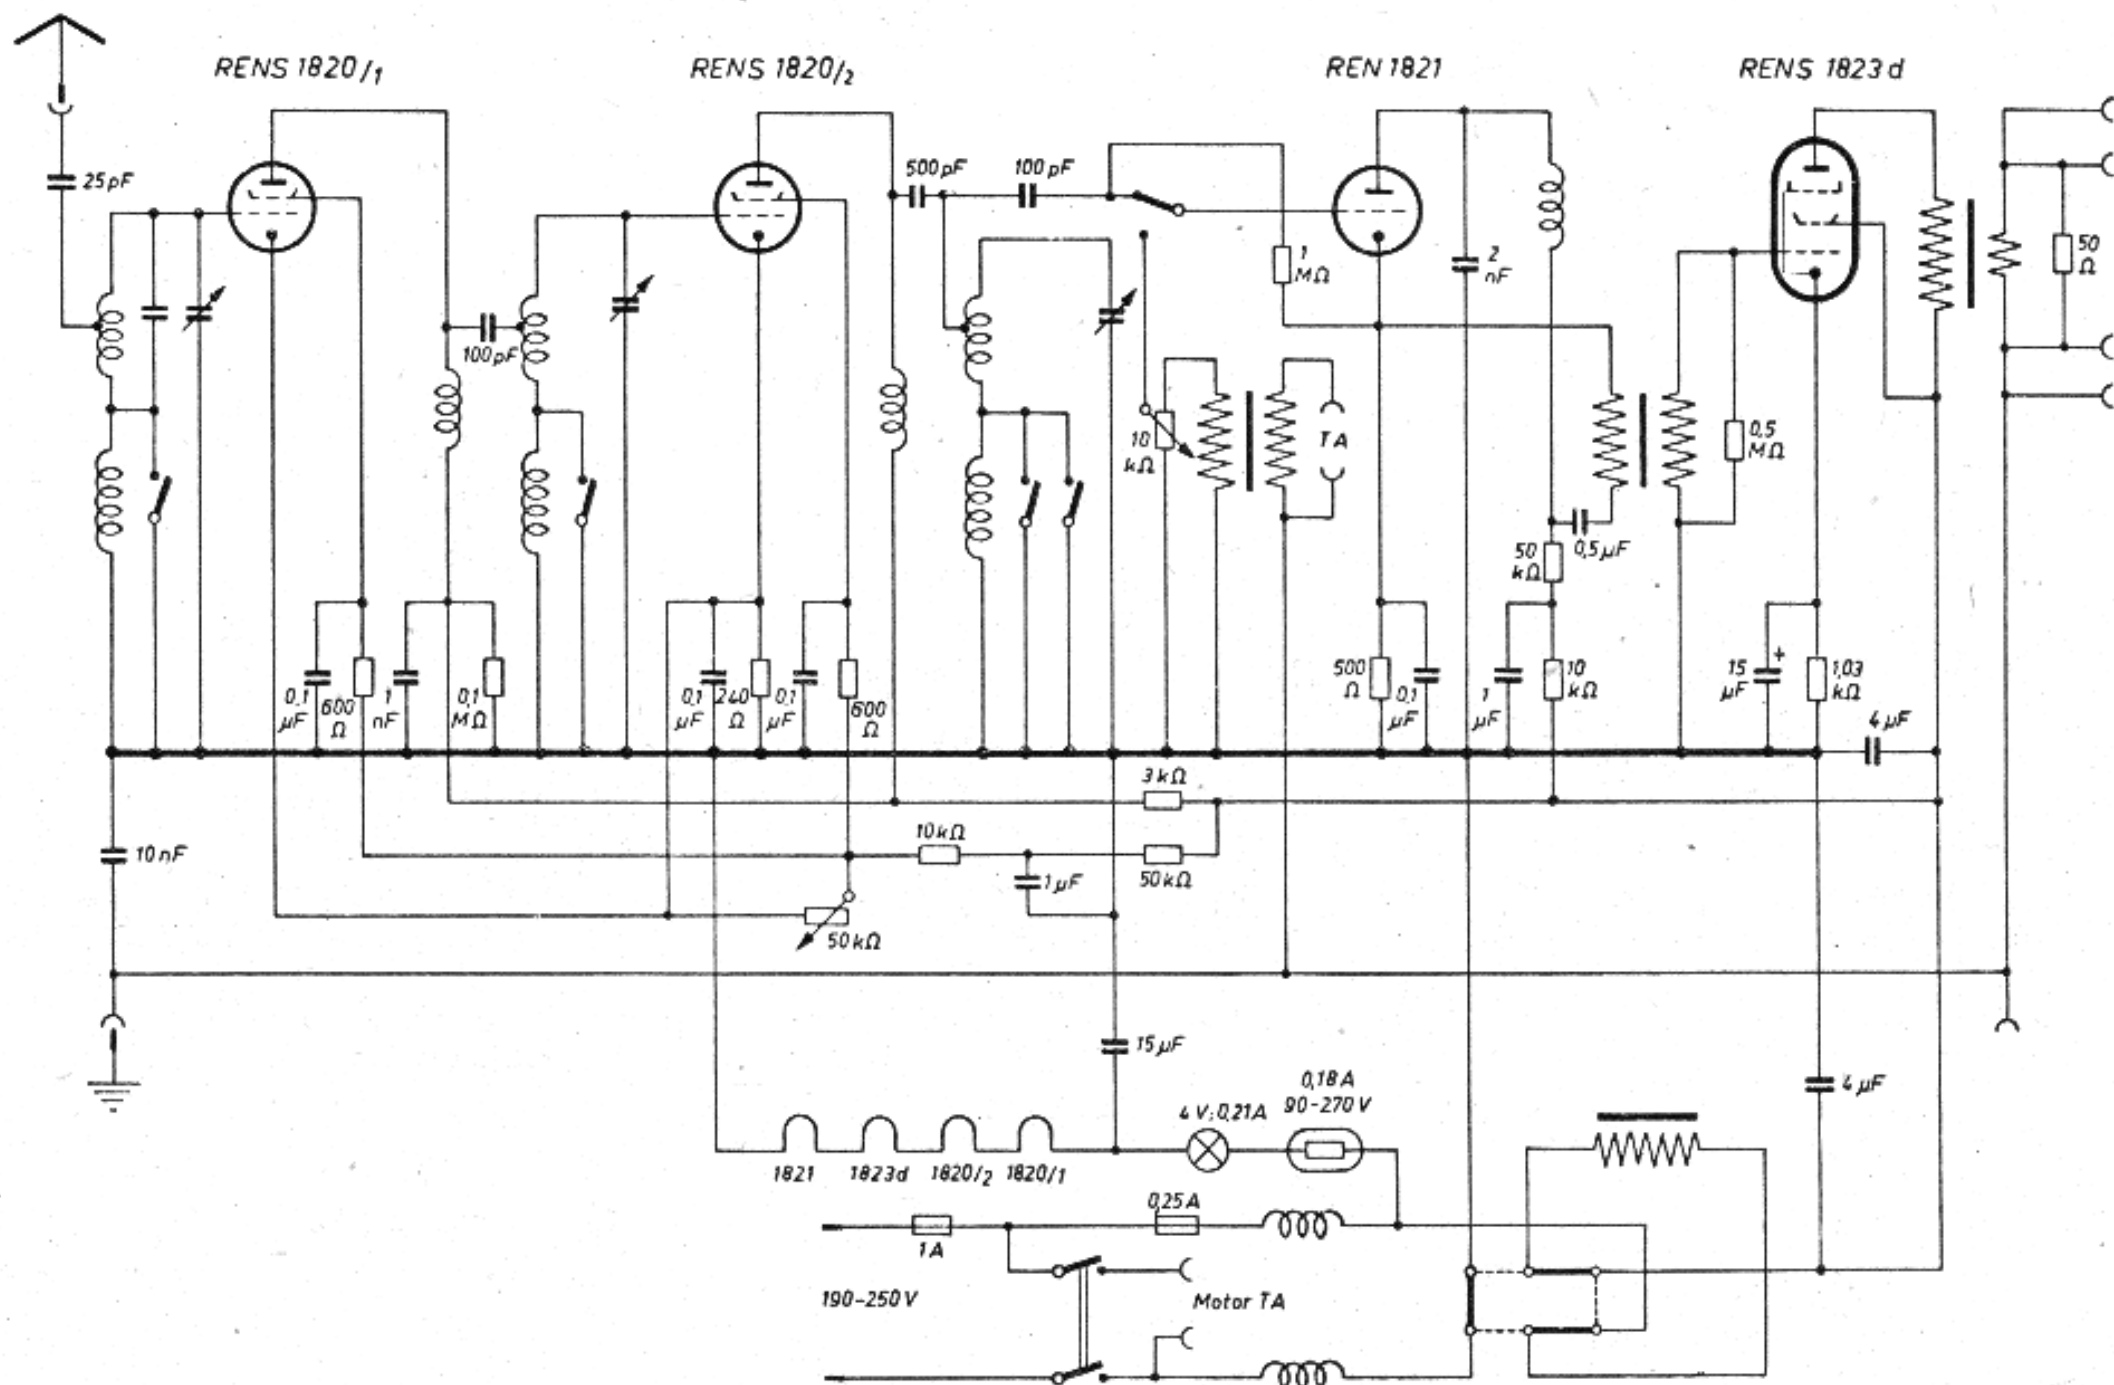 RENS 1820/1
RENS 1820/2
REN 1821
RENS 1823 d
25 pF
500 pF
100 pF
1
MΩ
2
nF
50
Ω
100 pF
10
kΩ
TA
0,5
MΩ
50
kΩ
0,5 µF
0,1
µF
600
Ω
1
nF
0,1
MΩ
0,1
µF
240
Ω
0,1
µF
600
Ω
500
Ω
0,1
µF
1
µF
10
kΩ
15
µF
+
1,03
kΩ
4 µF
3 kΩ
10 nF
10 kΩ
1 µF
50 kΩ
50 kΩ
15 µF
4 µF
1821
1823d
1820/2
1820/1
4 V; 0,21 A
0,18 A
90-270 V
1 A
0,25 A
190-250 V
Motor TA